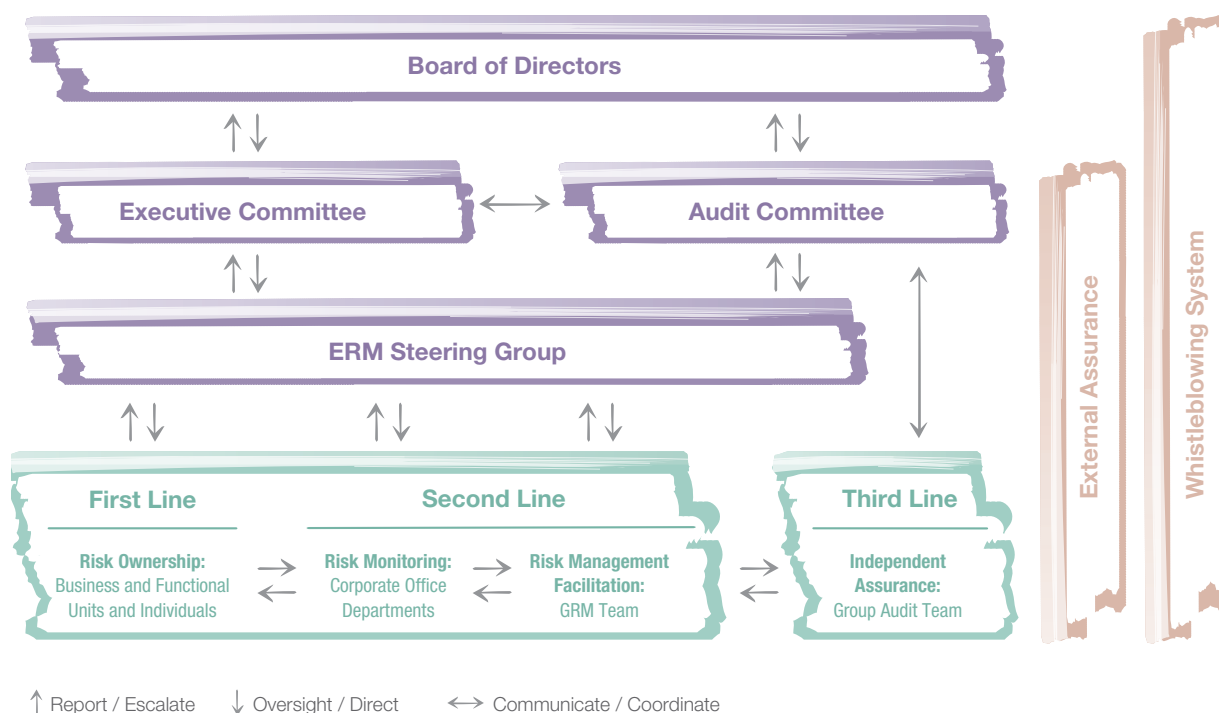 Board of Directors
Executive Committee
Audit Committee
ERM Steering Group
First Line
Risk Ownership:
Business and Functional
Units and Individuals
Second Line
Risk Monitoring:
Corporate Office
Departments
Risk Management
Facilitation:
GRM Team
Third Line
Independent
Assurance:
Group Audit Team
External Assurance
Whistleblowing System
↑ Report / Escalate
↓ Oversight / Direct
↔ Communicate / Coordinate